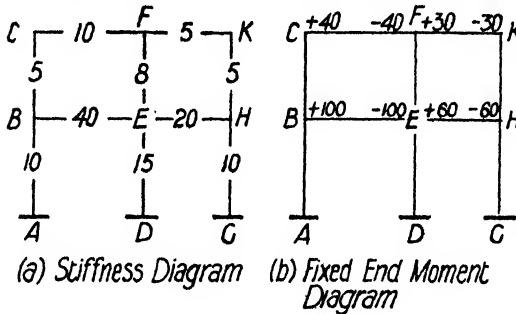 C 10 F 5 K
5 8 5
B 40 E 20 H
10 15 10
A D G
(a) Stiffness Diagram
C +40 -40 F +30 -30 K
B +100 -100 E +60 -60 H
A D G
(b) Fixed End Moment
Diagram